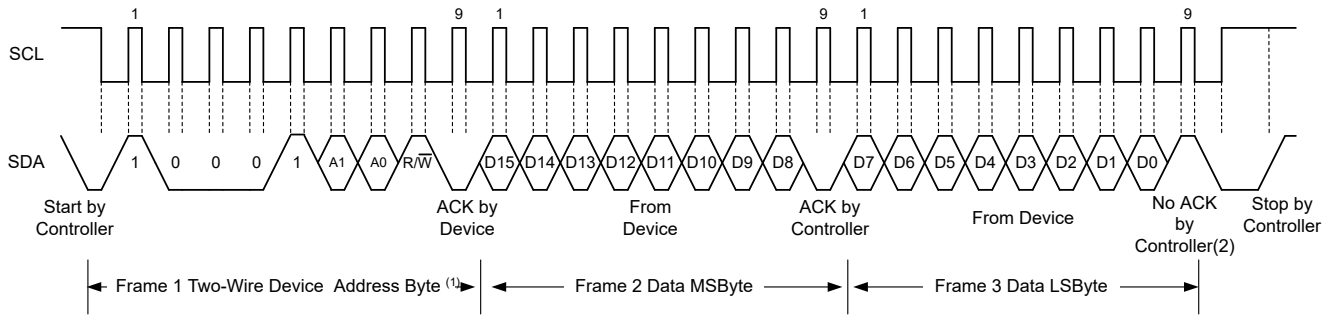 1 9 1 9 1 9
SCL
SDA 1 0 0 0 1 A1 A0 R/W̅ D15 D14 D13 D12 D11 D10 D9 D8 D7 D6 D5 D4 D3 D2 D1 D0
Start by
Controller
ACK by
Device
From
Device
ACK by
Controller
From Device
No ACK
by
Controller(2)
Stop by
Controller
Frame 1 Two-Wire Device Address Byte (1)
Frame 2 Data MSByte
Frame 3 Data LSByte